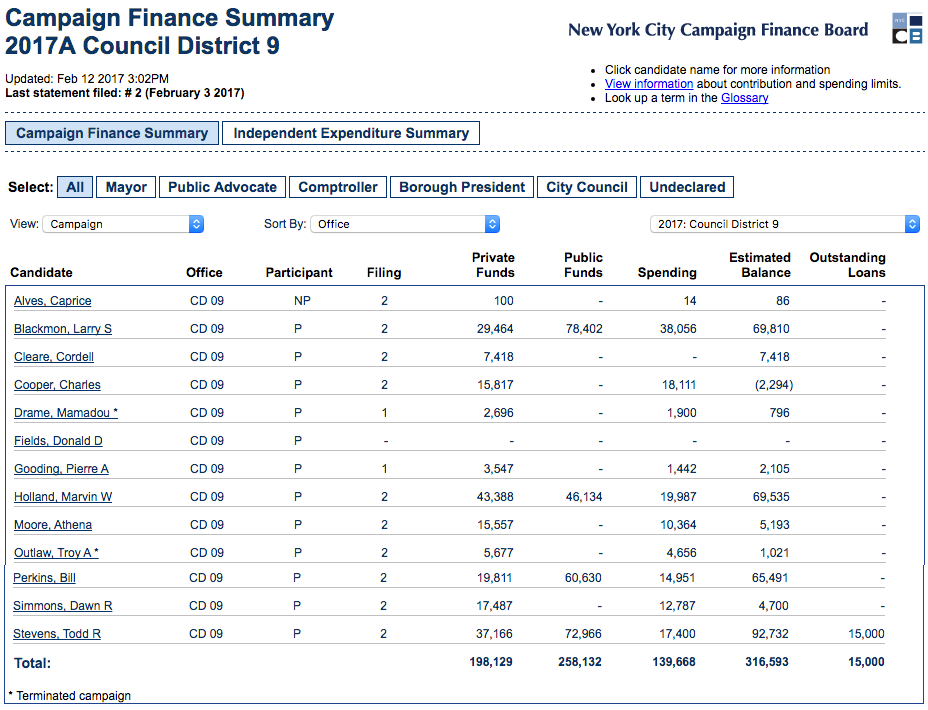 Campaign Finance Summary
2017A Council District 9
New York City Campaign Finance Board
NYC
CB
Updated: Feb 12 2017 3:02PM
Last statement filed: # 2 (February 3 2017)
• Click candidate name for more information
• View information about contribution and spending limits.
• Look up a term in the Glossary
Campaign Finance Summary Independent Expenditure Summary
Select: All Mayor Public Advocate Comptroller Borough President City Council Undeclared
View: Campaign Sort By: Office 2017: Council District 9
Candidate Office Participant Filing Private Funds Public Funds Spending Estimated Balance Outstanding Loans
Alves, Caprice CD 09 NP 2 100 - 14 86 -
Blackmon, Larry S CD 09 P 2 29,464 78,402 38,056 69,810 -
Cleare, Cordell CD 09 P 2 7,418 - - 7,418 -
Cooper, Charles CD 09 P 2 15,817 - 18,111 (2,294) -
Drame, Mamadou * CD 09 P 1 2,696 - 1,900 796 -
Fields, Donald D CD 09 P - - - - - -
Gooding, Pierre A CD 09 P 1 3,547 - 1,442 2,105 -
Holland, Marvin W CD 09 P 2 43,388 46,134 19,987 69,535 -
Moore, Athena CD 09 P 2 15,557 - 10,364 5,193 -
Outlaw, Troy A * CD 09 P 2 5,677 - 4,656 1,021 -
Perkins, Bill CD 09 P 2 19,811 60,630 14,951 65,491 -
Simmons, Dawn R CD 09 P 2 17,487 - 12,787 4,700 -
Stevens, Todd R CD 09 P 2 37,166 72,966 17,400 92,732 15,000
Total: 198,129 258,132 139,668 316,593 15,000
* Terminated campaign